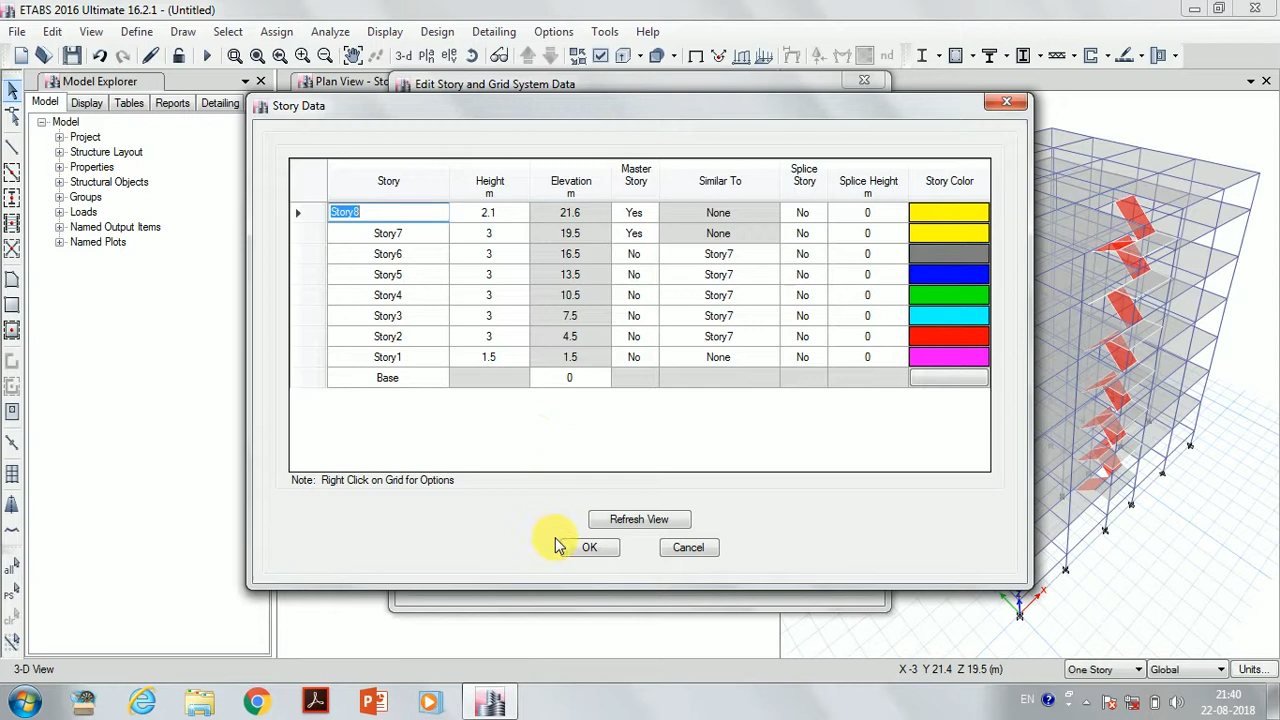 ETABS 2016 Ultimate 16.2.1 - (Untitled)
File Edit View Define Draw Select Assign Analyze Display Design Detailing Options Tools Help
3-d
nd
Model Explorer
Plan View - Sto
Edit Story and Grid System Data
Model Display Tables Reports Detailing
Story Data
Model
Project
Structure Layout
Properties
Structural Objects
Groups
Loads
Named Output Items
Named Plots
Story Height m Elevation m Master Story Similar To Splice Story Splice Height m Story Color
Story8 2.1 21.6 Yes None No 0
Story7 3 19.5 Yes None No 0
Story6 3 16.5 No Story7 No 0
Story5 3 13.5 No Story7 No 0
Story4 3 10.5 No Story7 No 0
Story3 3 7.5 No Story7 No 0
Story2 3 4.5 No Story7 No 0
Story1 1.5 1.5 No None No 0
Base 0
Note: Right Click on Grid for Options
Refresh View
OK Cancel
all
PS
clr
X
Z
3-D View
X -3 Y 21.4 Z 19.5 (m)
One Story
Global
Units...
EN
21:40
22-08-2018